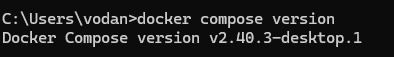 C:\Users\vodan>docker compose version
Docker Compose version v2.40.3-desktop.1